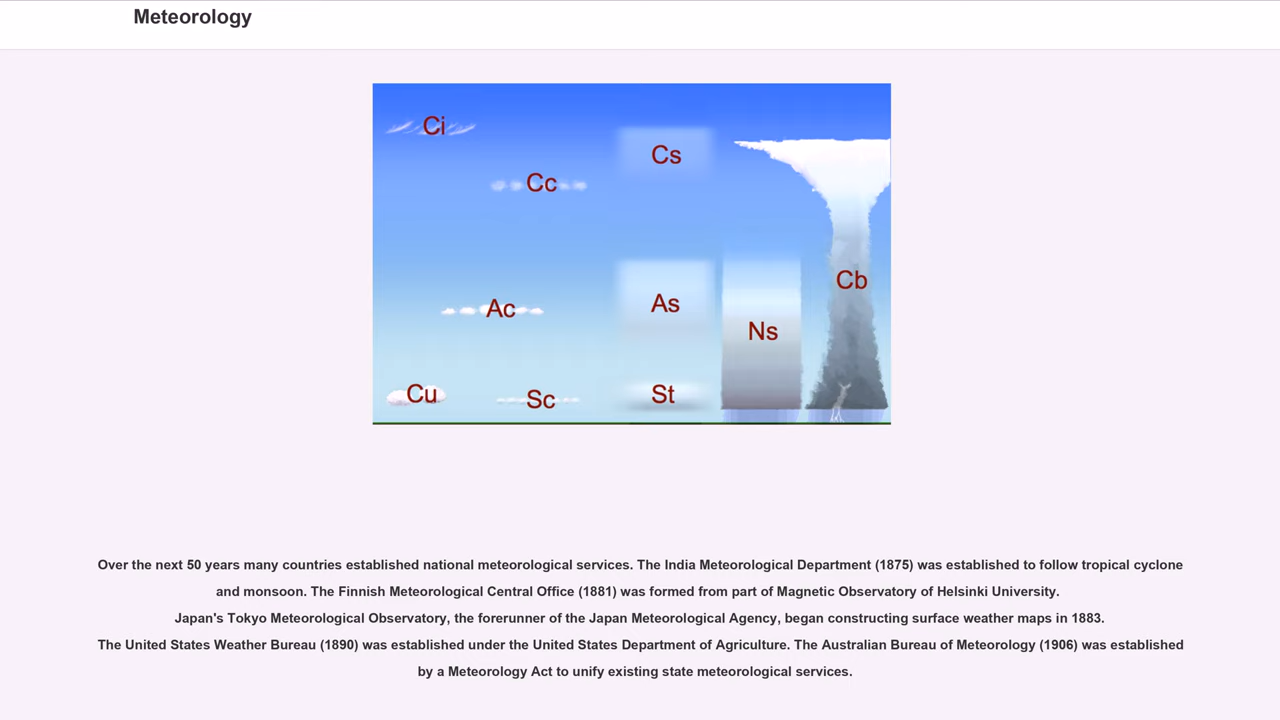 Meteorology
Ci
Cs
Cc
Cb
As
Ac
Ns
Cu
Sc
St
Over the next 50 years many countries established national meteorological services. The India Meteorological Department (1875) was established to follow tropical cyclone
and monsoon. The Finnish Meteorological Central Office (1881) was formed from part of Magnetic Observatory of Helsinki University.
Japan's Tokyo Meteorological Observatory, the forerunner of the Japan Meteorological Agency, began constructing surface weather maps in 1883.
The United States Weather Bureau (1890) was established under the United States Department of Agriculture. The Australian Bureau of Meteorology (1906) was established
by a Meteorology Act to unify existing state meteorological services.